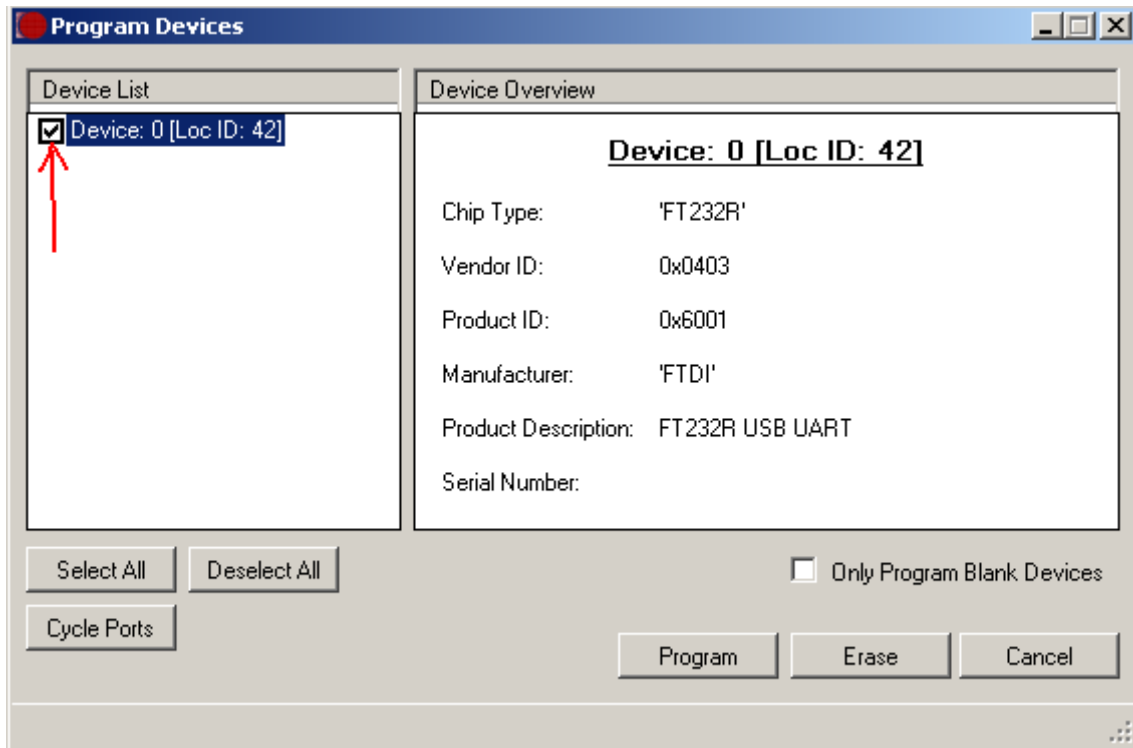 Program Devices
Device List
Device: 0 [Loc ID: 42]
Device Overview
Device: 0 [Loc ID: 42]
Chip Type: 'FT232R'
Vendor ID: 0x0403
Product ID: 0x6001
Manufacturer: 'FTDI'
Product Description: FT232R USB UART
Serial Number:
Select All Deselect All
Only Program Blank Devices
Cycle Ports
Program Erase Cancel